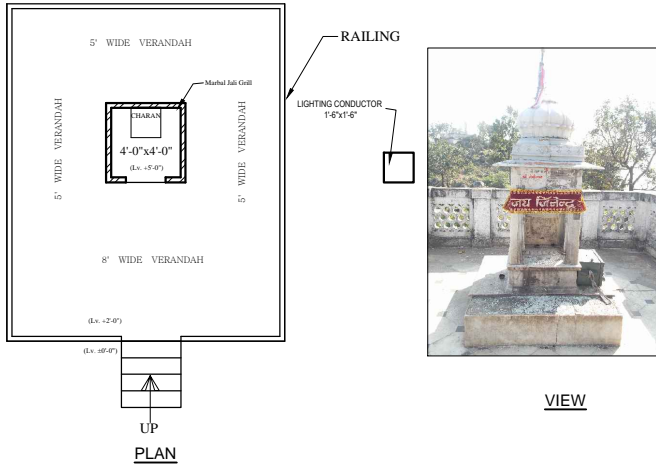 5' WIDE VERANDAH
RAILING
Marbal Jali Grill
5' WIDE VERANDAH
CHARAN
4'-0"x4'-0"
(Lv. +5'-0")
5' WIDE VERANDAH
8' WIDE VERANDAH
(Lv. +2'-0")
(Lv. ±0'-0")
UP
PLAN
LIGHTING CONDUCTOR
1'-6"x1'-6"
जय जिनेन्द्र
VIEW